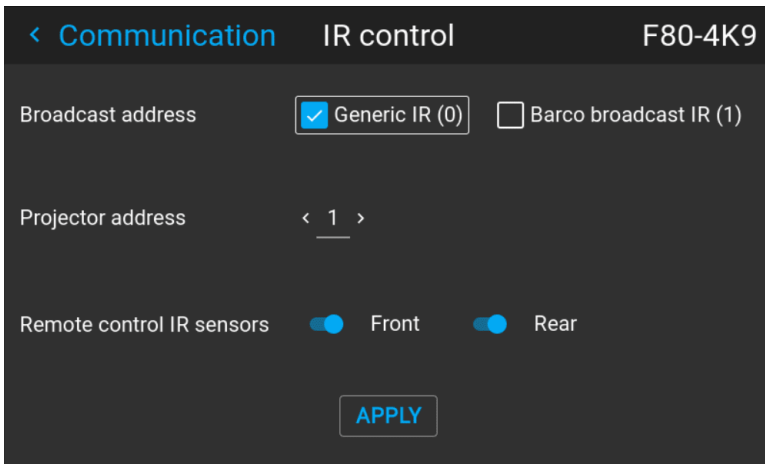 Communication IR control F80-4K9
Broadcast address Generic IR (0) Barco broadcast IR (1)
Projector address 1
Remote control IR sensors Front Rear
APPLY